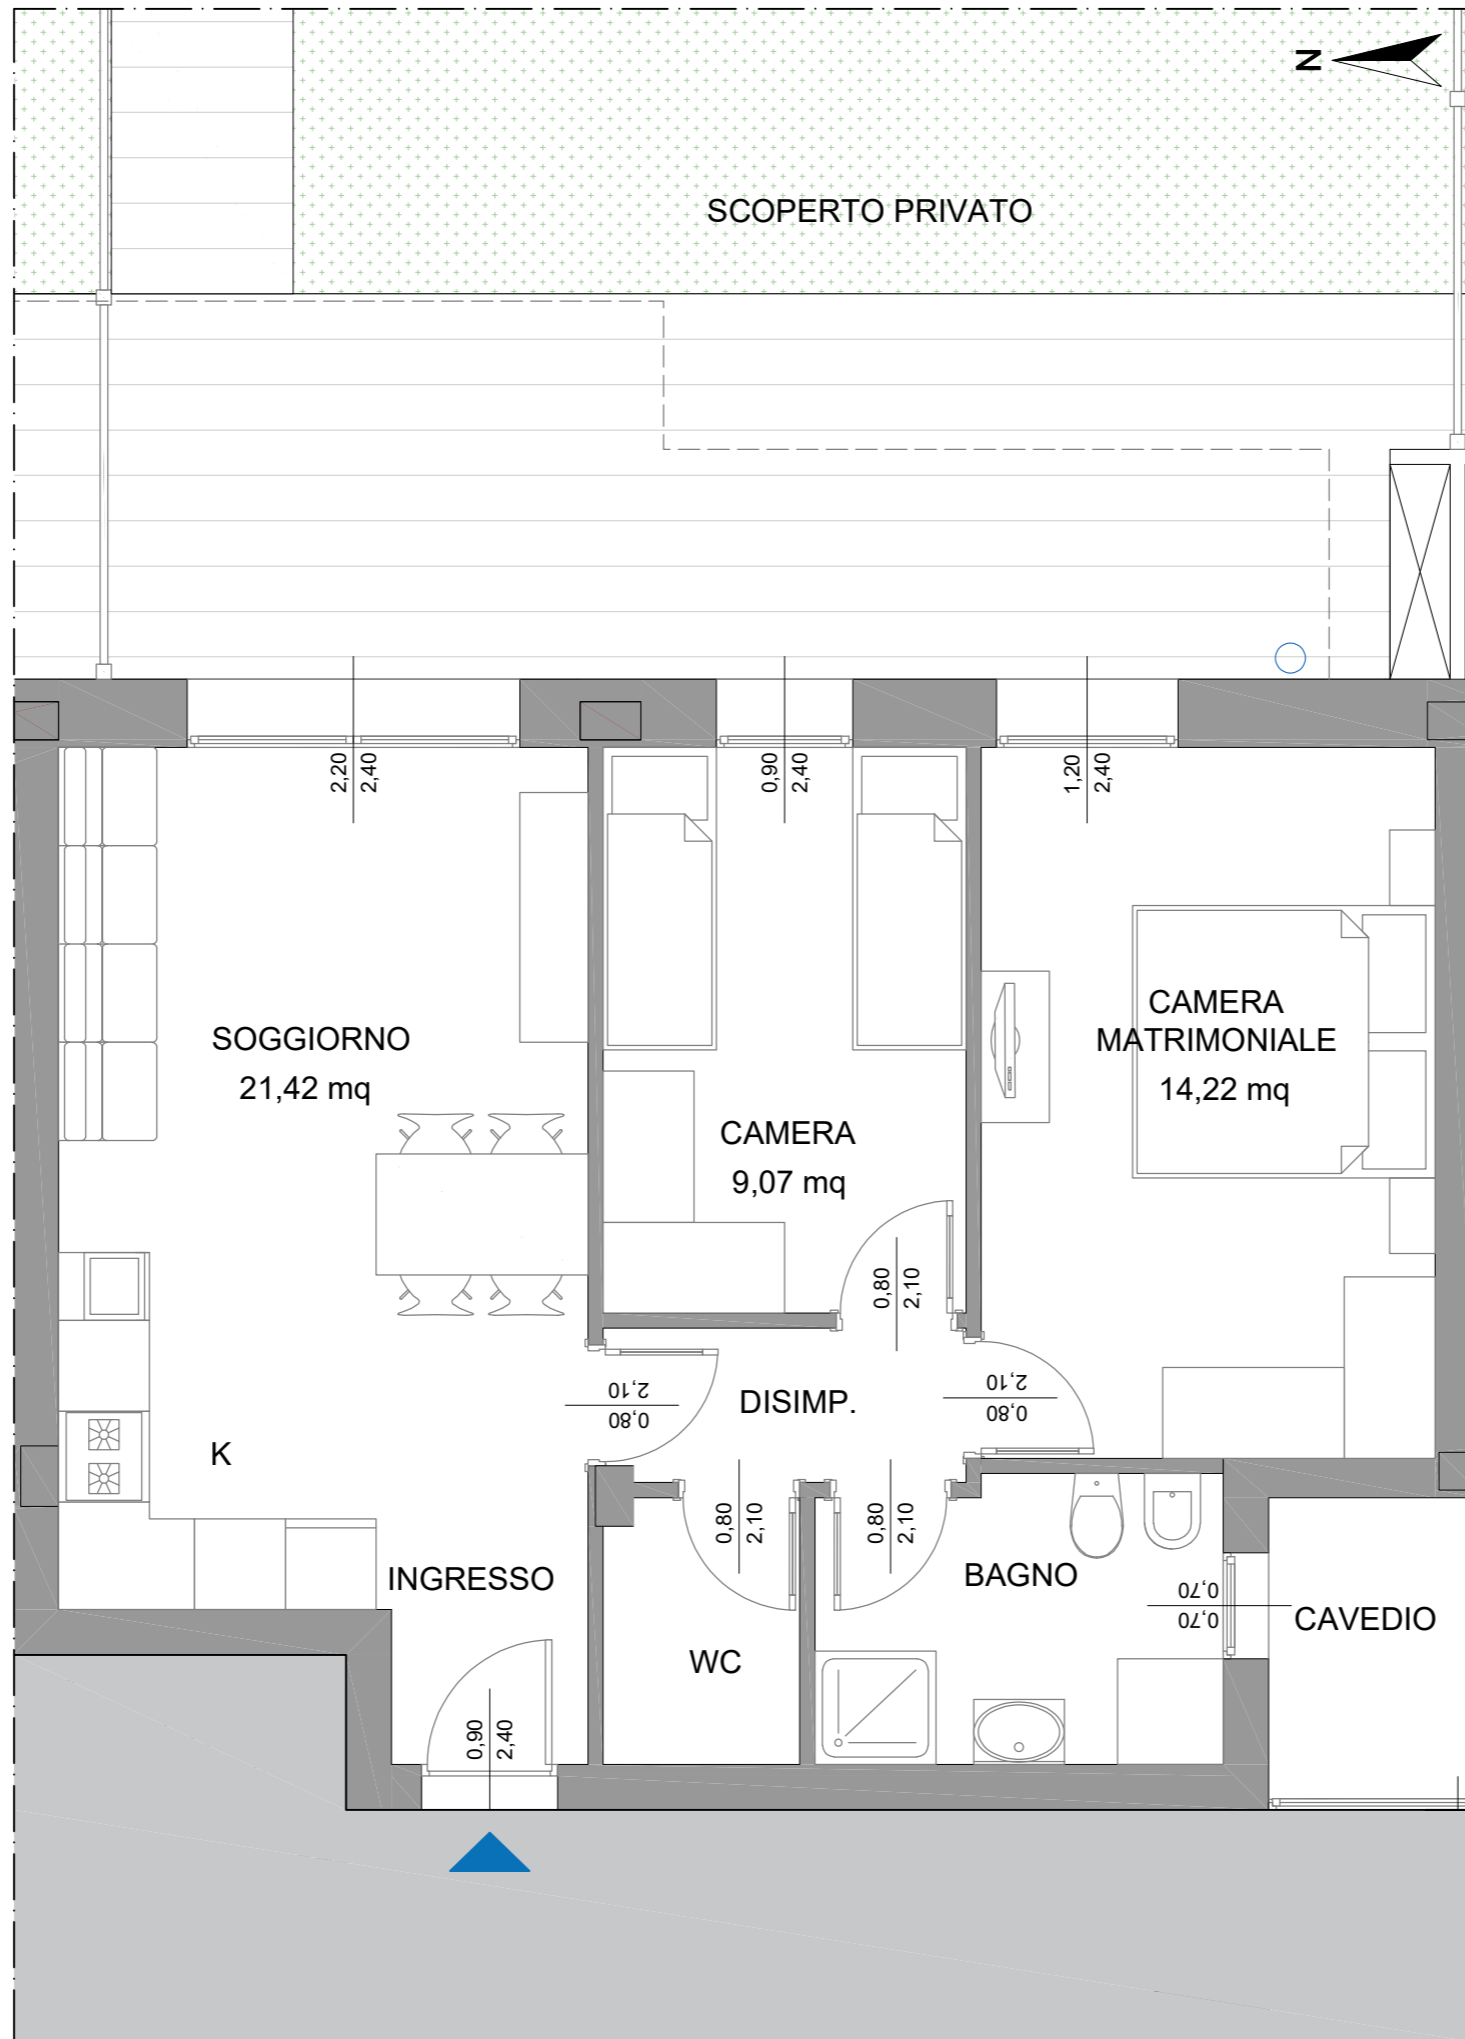 N
SCOPERTO PRIVATO
2,20
2,40
0,90
2,40
1,20
2,40
SOGGIORNO
21,42 mq
CAMERA
MATRIMONIALE
14,22 mq
CAMERA
9,07 mq
0,80
2,10
0,80
2,10
DISIMP.
0,80
2,10
K
0,80
2,10
0,80
2,10
INGRESSO
BAGNO
0,70
0,70
CAVEDIO
WC
0,90
2,40